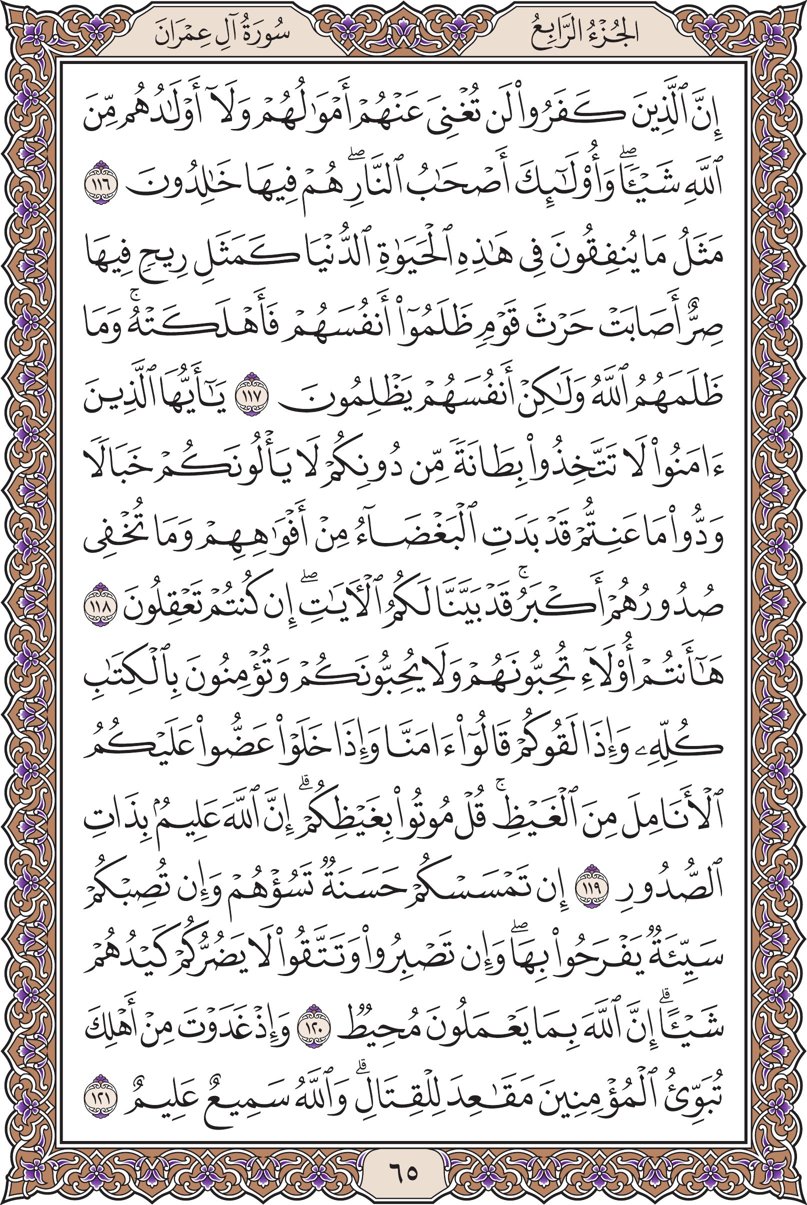 الجُزْءُ الرَّابِعُ
سُورَةُ آلِ عِمْرَان
إِنَّ ٱلَّذِينَ كَفَرُوا۟ لَن تُغْنِىَ عَنْهُمْ أَمْوَٰلُهُمْ وَلَآ أَوْلَٰدُهُم مِّنَ
ٱللَّهِ شَيْـًٔا ۖ وَأُو۟لَٰٓئِكَ أَصْحَٰبُ ٱلنَّارِ ۖ هُمْ فِيهَا خَٰلِدُونَ ١١٦
مَثَلُ مَا يُنفِقُونَ فِى هَٰذِهِ ٱلْحَيَوٰةِ ٱلدُّنْيَا كَمَثَلِ رِيحٍ فِيهَا
صِرٌّ أَصَابَتْ حَرْثَ قَوْمٍ ظَلَمُوٓا۟ أَنفُسَهُمْ فَأَهْلَكَتْهُ ۚ وَمَا
ظَلَمَهُمُ ٱللَّهُ وَلَٰكِنْ أَنفُسَهُمْ يَظْلِمُونَ ١١٧ يَٰٓأَيُّهَا ٱلَّذِينَ
ءَامَنُوا۟ لَا تَتَّخِذُوا۟ بِطَانَةً مِّن دُونِكُمْ لَا يَأْلُونَكُمْ خَبَالًا
وَدُّوا۟ مَا عَنِتُّمْ قَدْ بَدَتِ ٱلْبَغْضَآءُ مِنْ أَفْوَٰهِهِمْ وَمَا تُخْفِى
صُدُورُهُمْ أَكْبَرُ ۚ قَدْ بَيَّنَّا لَكُمُ ٱلْـَٔايَٰتِ ۖ إِن كُنتُمْ تَعْقِلُونَ ١١٨
هَٰٓأَنتُمْ أُو۟لَآءِ تُحِبُّونَهُمْ وَلَا يُحِبُّونَكُمْ وَتُؤْمِنُونَ بِٱلْكِتَٰبِ
كُلِّهِۦ وَإِذَا لَقُوكُمْ قَالُوٓا۟ ءَامَنَّا وَإِذَا خَلَوْا۟ عَضُّوا۟ عَلَيْكُمُ
ٱلْأَنَامِلَ مِنَ ٱلْغَيْظِ ۚ قُلْ مُوتُوا۟ بِغَيْظِكُمْ ۗ إِنَّ ٱللَّهَ عَلِيمٌۢ بِذَاتِ
ٱلصُّدُورِ ١١٩ إِن تَمْسَسْكُمْ حَسَنَةٌ تَسُؤْهُمْ وَإِن تُصِبْكُمْ
سَيِّئَةٌ يَفْرَحُوا۟ بِهَا ۖ وَإِن تَصْبِرُوا۟ وَتَتَّقُوا۟ لَا يَضُرُّكُمْ كَيْدُهُمْ
شَيْـًٔا ۗ إِنَّ ٱللَّهَ بِمَا يَعْمَلُونَ مُحِيطٌ ١٢٠ وَإِذْ غَدَوْتَ مِنْ أَهْلِكَ
تُبَوِّئُ ٱلْمُؤْمِنِينَ مَقَٰعِدَ لِلْقِتَالِ ۗ وَٱللَّهُ سَمِيعٌ عَلِيمٌ ١٢١
٦٥